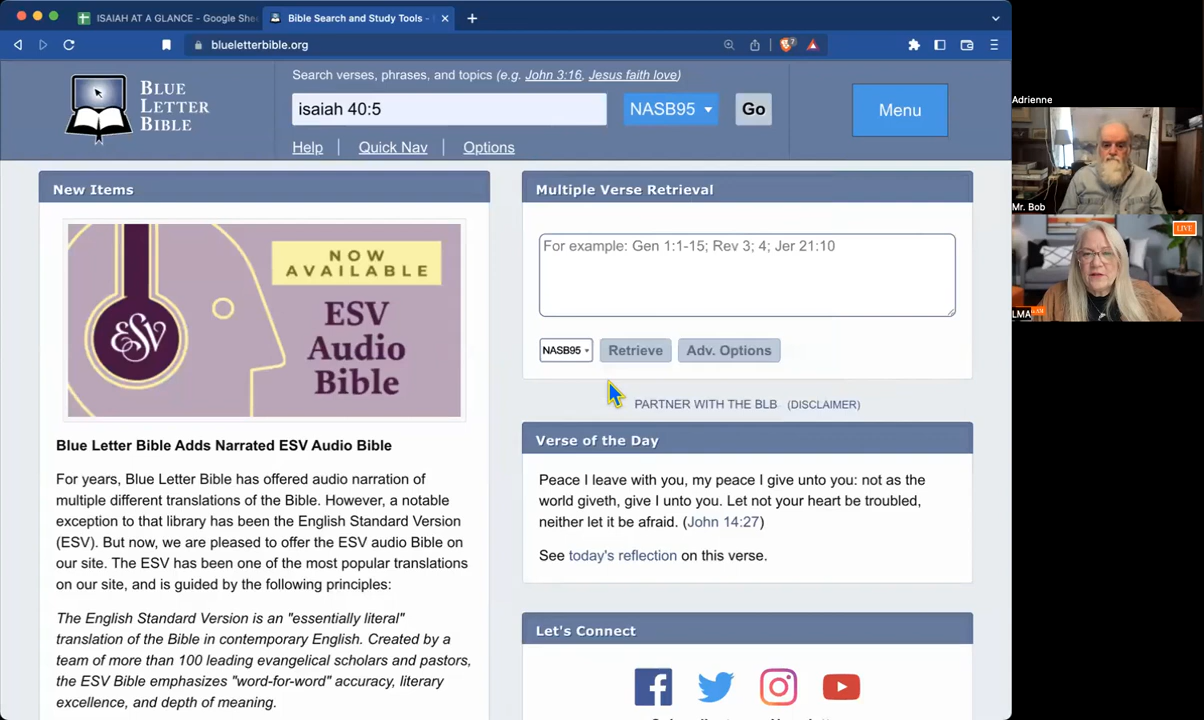 ISAIAH AT A GLANCE - Google She
Bible Search and Study Tools -
blueletterbible.org
BLUE
LETTER
BIBLE
Search verses, phrases, and topics (e.g. John 3:16, Jesus faith love)
isaiah 40:5
NASB95
Go
Menu
Help
Quick Nav
Options
New Items
NOW
AVAILABLE
ESV
ESV
Audio
Bible
Blue Letter Bible Adds Narrated ESV Audio Bible
For years, Blue Letter Bible has offered audio narration of
multiple different translations of the Bible. However, a notable
exception to that library has been the English Standard Version
(ESV). But now, we are pleased to offer the ESV audio Bible on
our site. The ESV has been one of the most popular translations
on our site, and is guided by the following principles:
The English Standard Version is an "essentially literal"
translation of the Bible in contemporary English. Created by a
team of more than 100 leading evangelical scholars and pastors,
the ESV Bible emphasizes "word-for-word" accuracy, literary
excellence, and depth of meaning.
Multiple Verse Retrieval
For example: Gen 1:1-15; Rev 3; 4; Jer 21:10
NASB95
Retrieve
Adv. Options
PARTNER WITH THE BLB (DISCLAIMER)
Verse of the Day
Peace I leave with you, my peace I give unto you: not as the
world giveth, give I unto you. Let not your heart be troubled,
neither let it be afraid. (John 14:27)
See today's reflection on this verse.
Let's Connect
Adrienne
Mr. Bob
LIVE
LMA